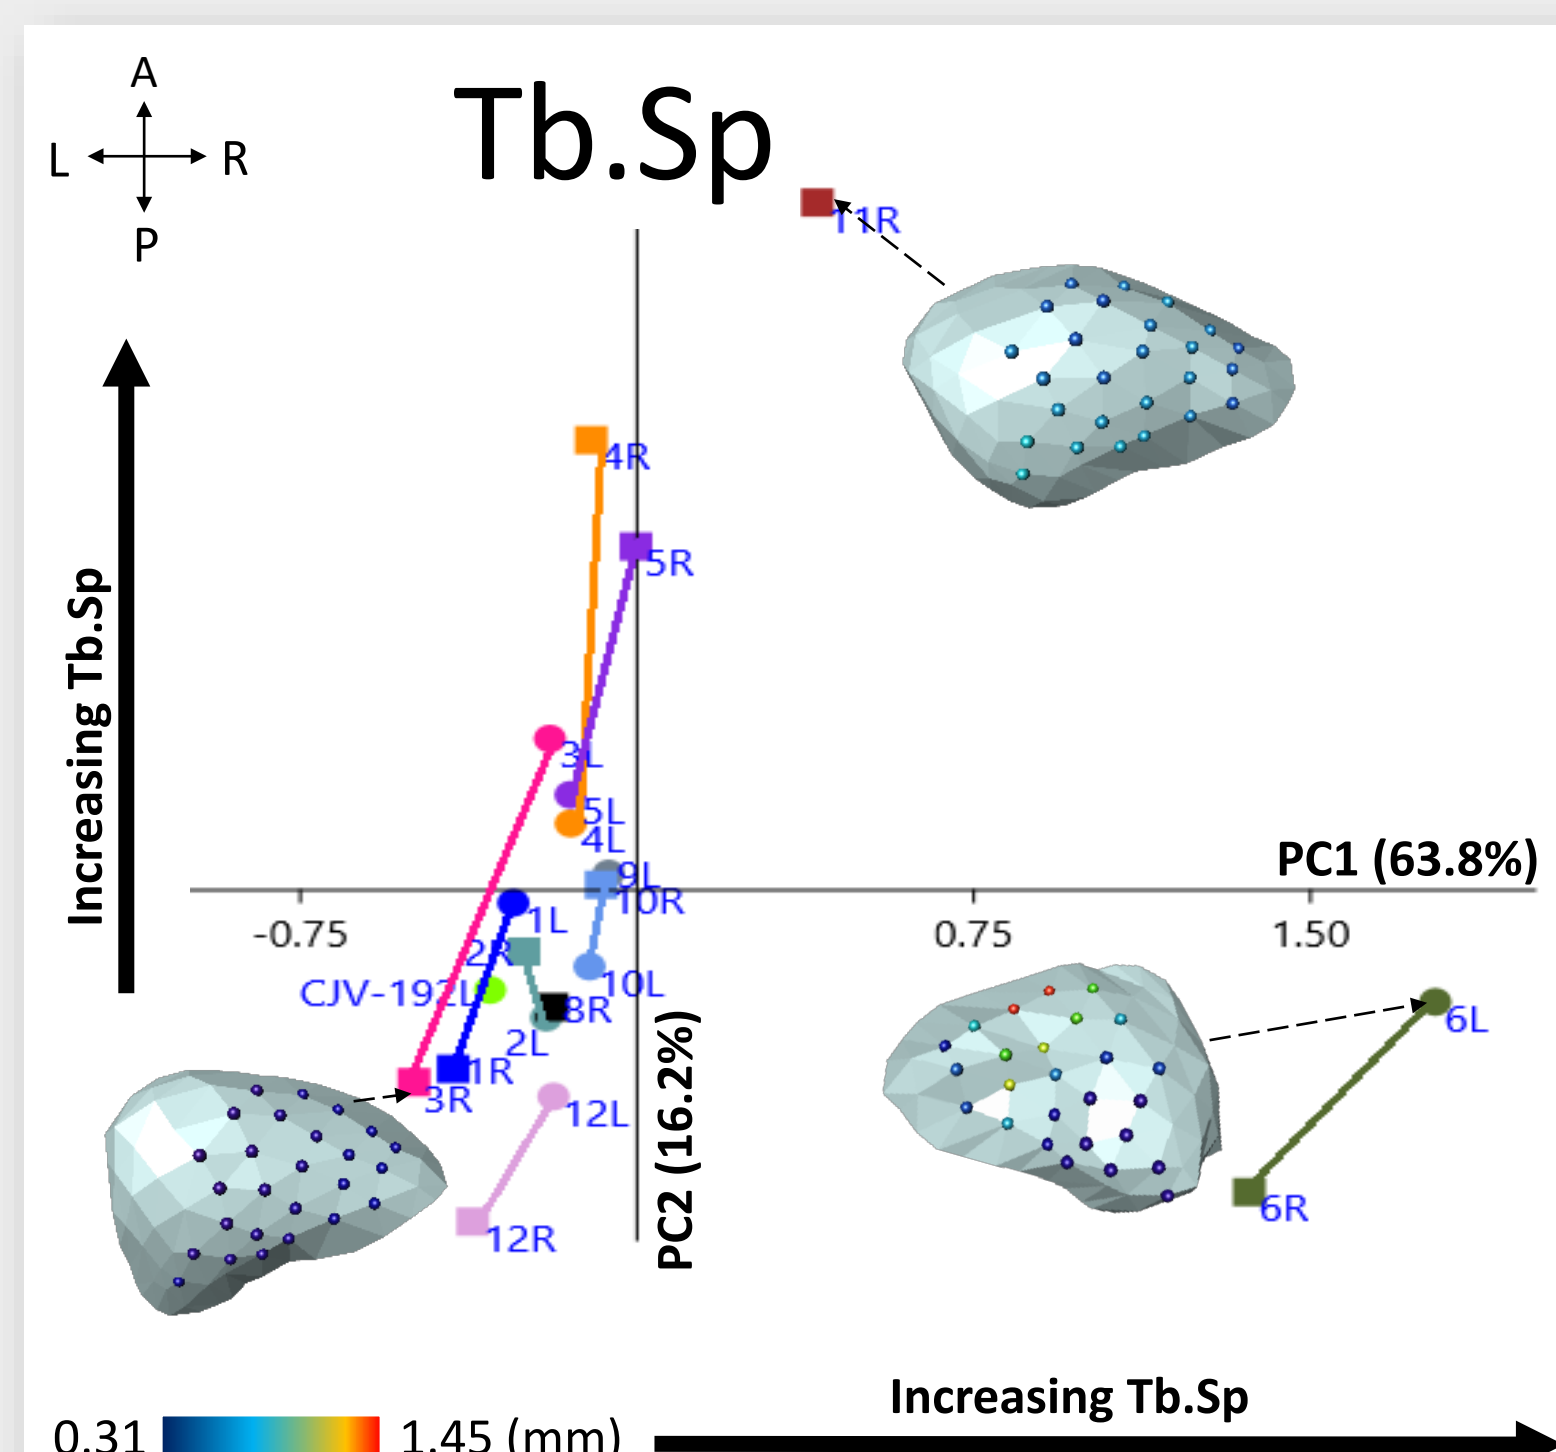 A
L R
P
Tb.Sp
11R
4R
5R
Increasing Tb.Sp
3L
5L
4L
PC1 (63.8%)
9L
10R
-0.75
0.75
1.50
1L
2R
10L
CJV-192L
8R
6L
2L
1R
3R
12L
PC2 (16.2%)
6R
12R
Increasing Tb.Sp
0.31 1.45 (mm)